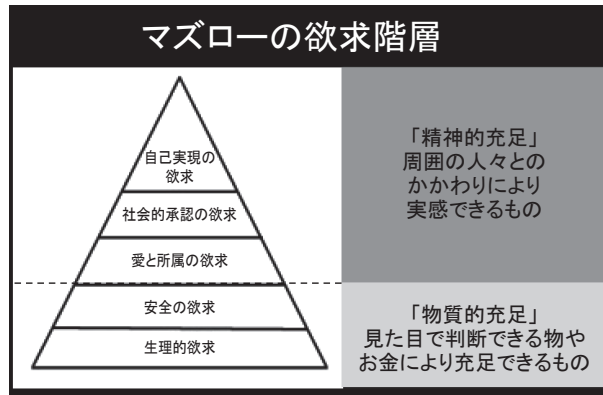 マズローの欲求階層
自己実現の
欲求
社会的承認の欲求
愛と所属の欲求
安全の欲求
生理的欲求
「精神的充足」
周囲の人々との
かかわりにより
実感できるもの
「物質的充足」
見た目で判断できる物や
お金により充足できるもの